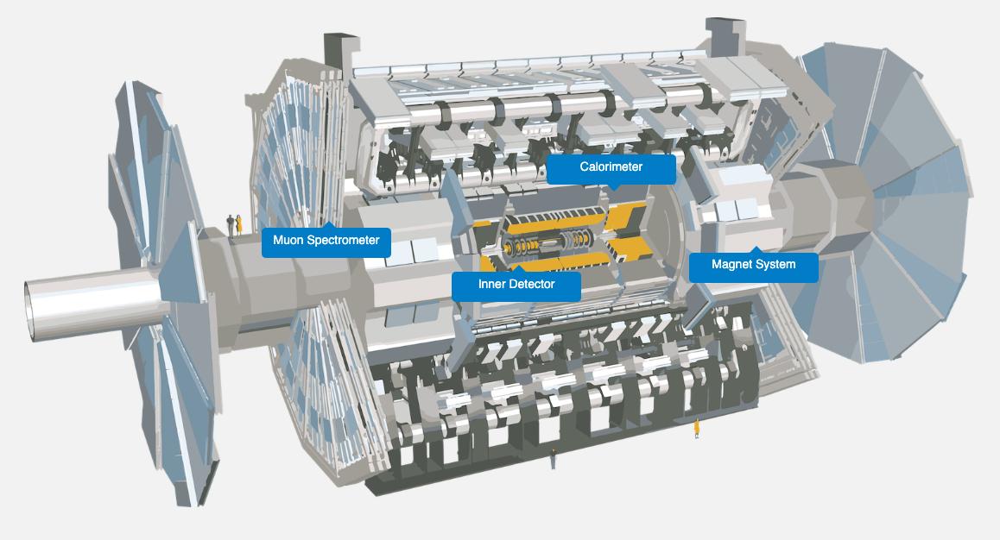 Calorimeter
Muon Spectrometer
Magnet System
Inner Detector